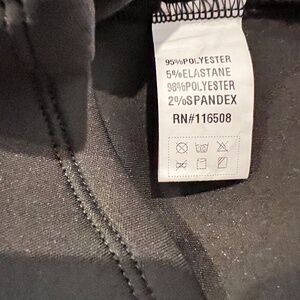 95%POLYESTER
5%ELASTANE
98%POLYESTER
2%SPANDEX
RN#116508